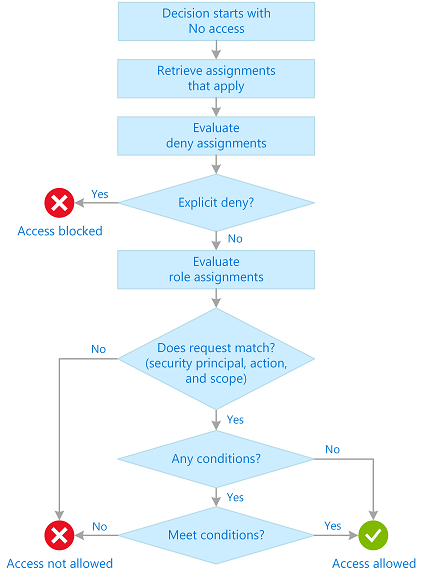 Decision starts with
No access
Retrieve assignments
that apply
Evaluate
deny assignments
Explicit deny?
Yes
Access blocked
No
Evaluate
role assignments
Does request match?
(security principal, action,
and scope)
No
Yes
Any conditions?
No
Yes
Meet conditions?
No
Yes
Access not allowed
Access allowed